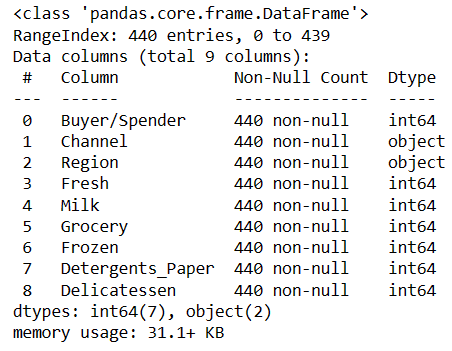 <class 'pandas.core.frame.DataFrame'>
RangeIndex: 440 entries, 0 to 439
Data columns (total 9 columns):
 #   Column            Non-Null Count  Dtype
---  ------            --------------  -----
 0   Buyer/Spender     440 non-null    int64
 1   Channel           440 non-null    object
 2   Region            440 non-null    object
 3   Fresh             440 non-null    int64
 4   Milk              440 non-null    int64
 5   Grocery           440 non-null    int64
 6   Frozen            440 non-null    int64
 7   Detergents_Paper  440 non-null    int64
 8   Delicatessen      440 non-null    int64
dtypes: int64(7), object(2)
memory usage: 31.1+ KB